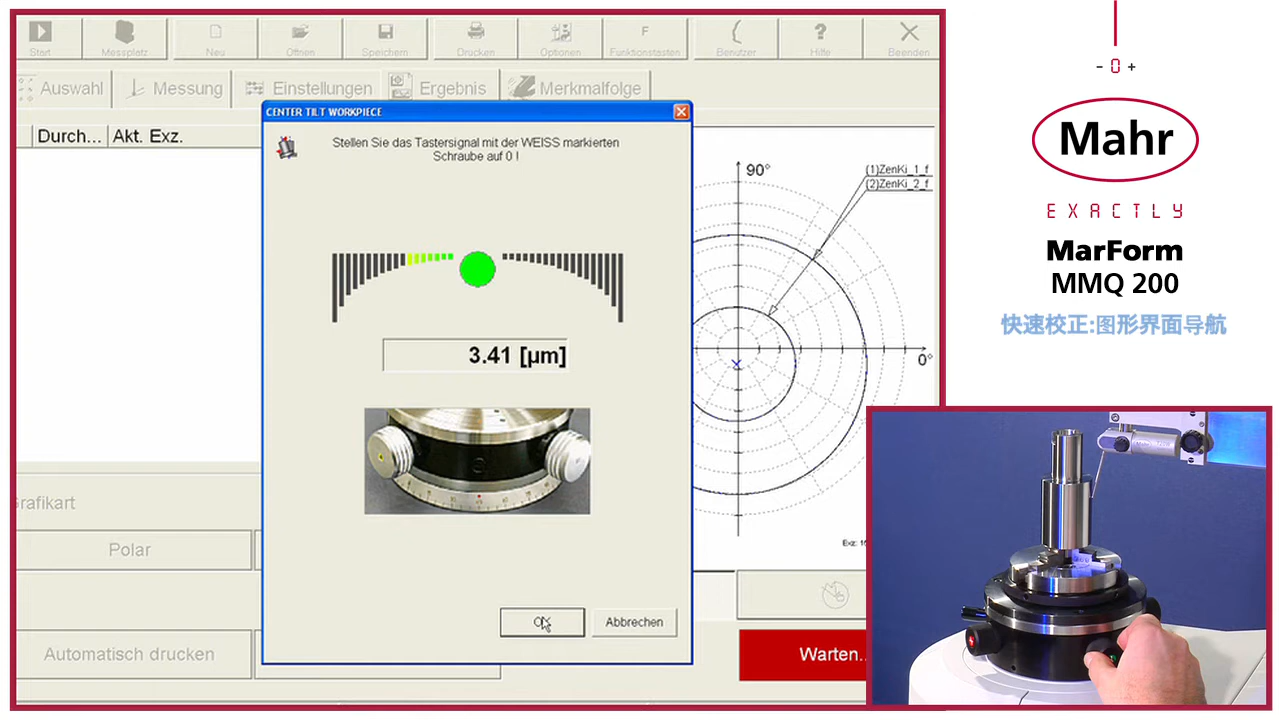 Start
Messplatz
Neu
Öffnen
Speichern
Drucken
Optionen
F
Funktionstasten
Benutzer
?
Hilfe
Beenden
Auswahl
Messung
Einstellungen
Ergebnis
Merkmalfolge
Durch...
Akt. Exz.
CENTER TILT WORKPIECE
Stellen Sie das Tastersignal mit der WEISS markierten
Schraube auf 0 !
3.41 [µm]
OK
Abbrechen
90°
(1)ZenKi_1_f
(2)ZenKi_2_f
0°
Grafikart
Polar
Automatisch drucken
Warten..
- 0 +
Mahr
EXACTLY
MarForm
MMQ 200
快速校正:图形界面导航